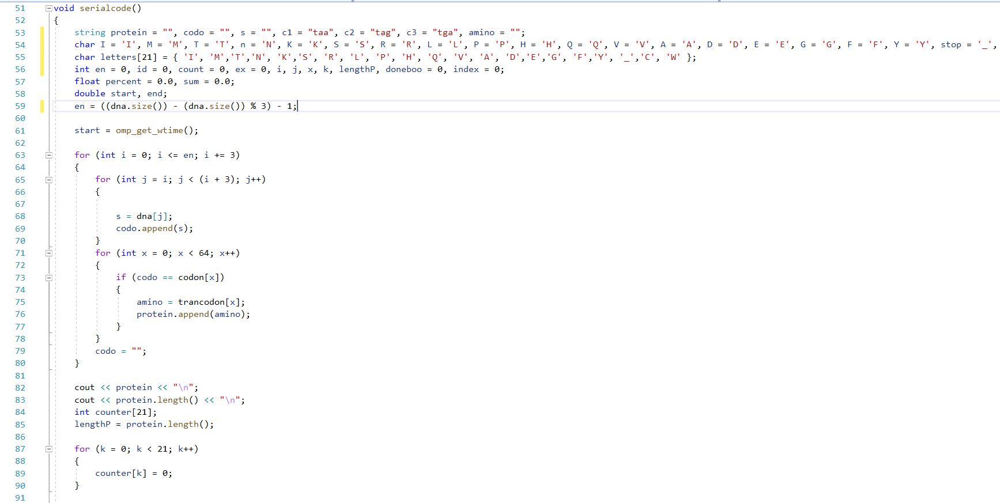 51 void serialcode()
52 {
53 string protein = "", codo = "", s = "", c1 = "taa", c2 = "tag", c3 = "tga", amino = "";
54 char I = 'I', M = 'M', T = 'T', n = 'N', K = 'K', S = 'S', R = 'R', L = 'L', P = 'P', H = 'H', Q = 'Q', V = 'V', A = 'A', D = 'D', E = 'E', G = 'G', F = 'F', Y = 'Y', stop = '_',
55 char letters[21] = { 'I', 'M','T','N', 'K','S', 'R', 'L', 'P', 'H', 'Q', 'V', 'A', 'D','E','G', 'F','Y', '_','C', 'W' };
56 int en = 0, id = 0, count = 0, ex = 0, i, j, x, k, lengthP, doneboo = 0, index = 0;
57 float percent = 0.0, sum = 0.0;
58 double start, end;
59 en = ((dna.size()) - (dna.size()) % 3) - 1;
60
61 start = omp_get_wtime();
62
63 for (int i = 0; i <= en; i += 3)
64 {
65 for (int j = i; j < (i + 3); j++)
66 {
67
68 s = dna[j];
69 codo.append(s);
70 }
71 for (int x = 0; x < 64; x++)
72 {
73 if (codo == codon[x])
74 {
75 amino = trancodon[x];
76 protein.append(amino);
77 }
78 }
79 codo = "";
80 }
81
82 cout << protein << "\n";
83 cout << protein.length() << "\n";
84 int counter[21];
85 lengthP = protein.length();
86
87 for (k = 0; k < 21; k++)
88 {
89 counter[k] = 0;
90 }
91